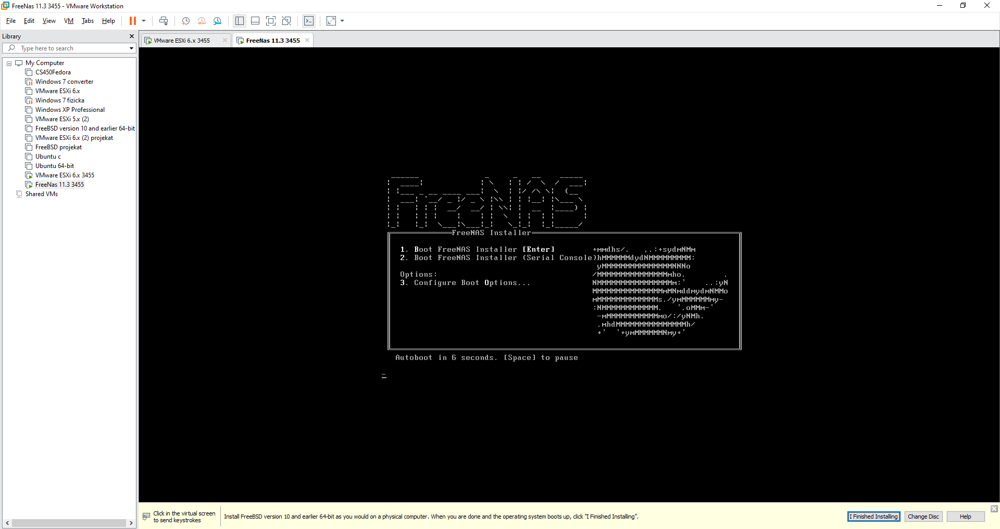 FreeNas 11.3 3455 - VMware Workstation
File Edit View VM Tabs Help
Library
Type here to search
My Computer
CS450Fedora
Windows 7 converter
VMware ESXi 6.x
Windows 7 fizicka
Windows XP Professional
VMware ESXi 5.x (2)
FreeBSD version 10 and earlier 64-bit
VMware ESXi 6.x (2) projekat
FreeBSD projekat
Ubuntu c
Ubuntu 64-bit
VMware ESXi 6.x 3455
FreeNas 11.3 3455
Shared VMs
VMware ESXi 6.x 3455
FreeNas 11.3 3455
FreeNAS
FreeNAS Installer
1. Boot FreeNAS Installer [Enter]
2. Boot FreeNAS Installer (Serial Console)
Options:
3. Configure Boot Options...
Autoboot in 6 seconds. [Space] to pause
Click in the virtual screen
to send keystrokes
Install FreeBSD version 10 and earlier 64-bit as you would on a physical computer. When you are done and the operating system boots up, click "I Finished Installing".
I Finished Installing
Change Disc
Help